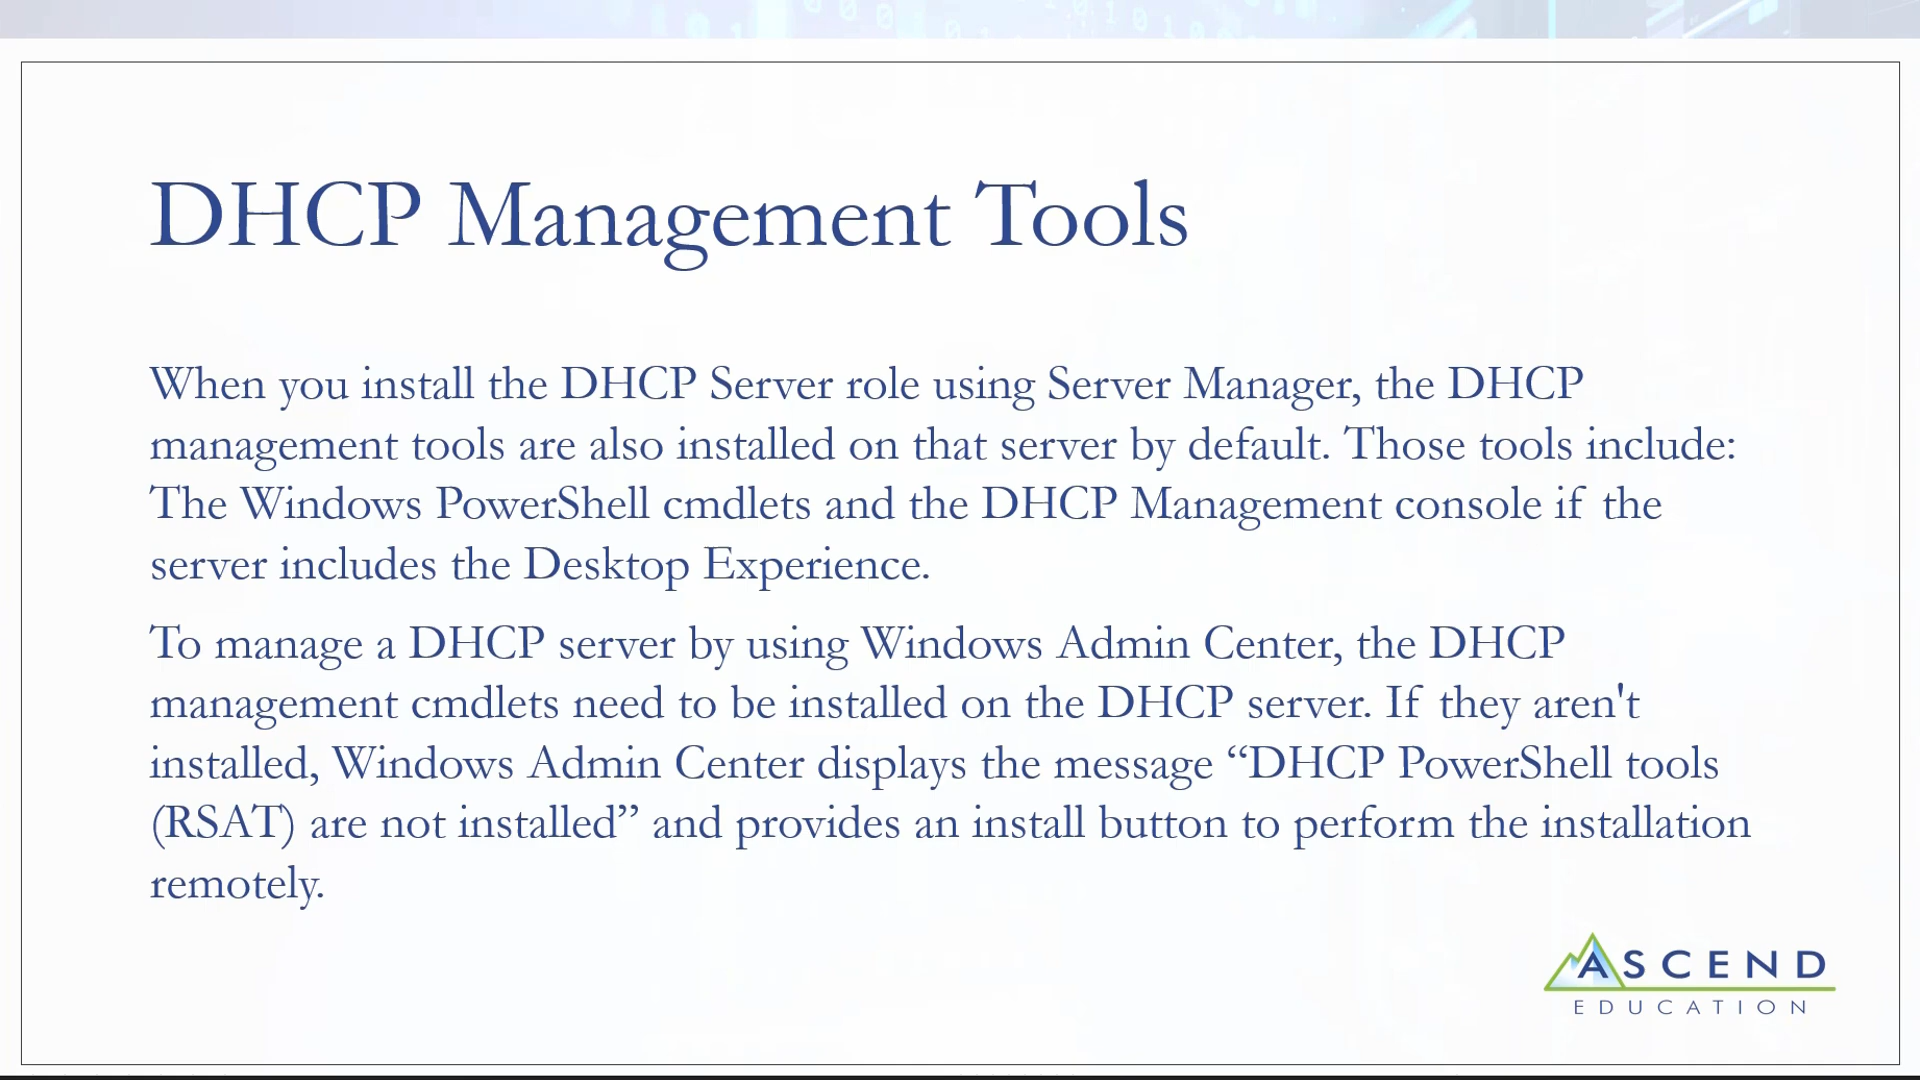 DHCP Management Tools
When you install the DHCP Server role using Server Manager, the DHCP
management tools are also installed on that server by default. Those tools include:
The Windows PowerShell cmdlets and the DHCP Management console if the
server includes the Desktop Experience.
To manage a DHCP server by using Windows Admin Center, the DHCP
management cmdlets need to be installed on the DHCP server. If they aren't
installed, Windows Admin Center displays the message “DHCP PowerShell tools
(RSAT) are not installed” and provides an install button to perform the installation
remotely.
ASCEND
EDUCATION